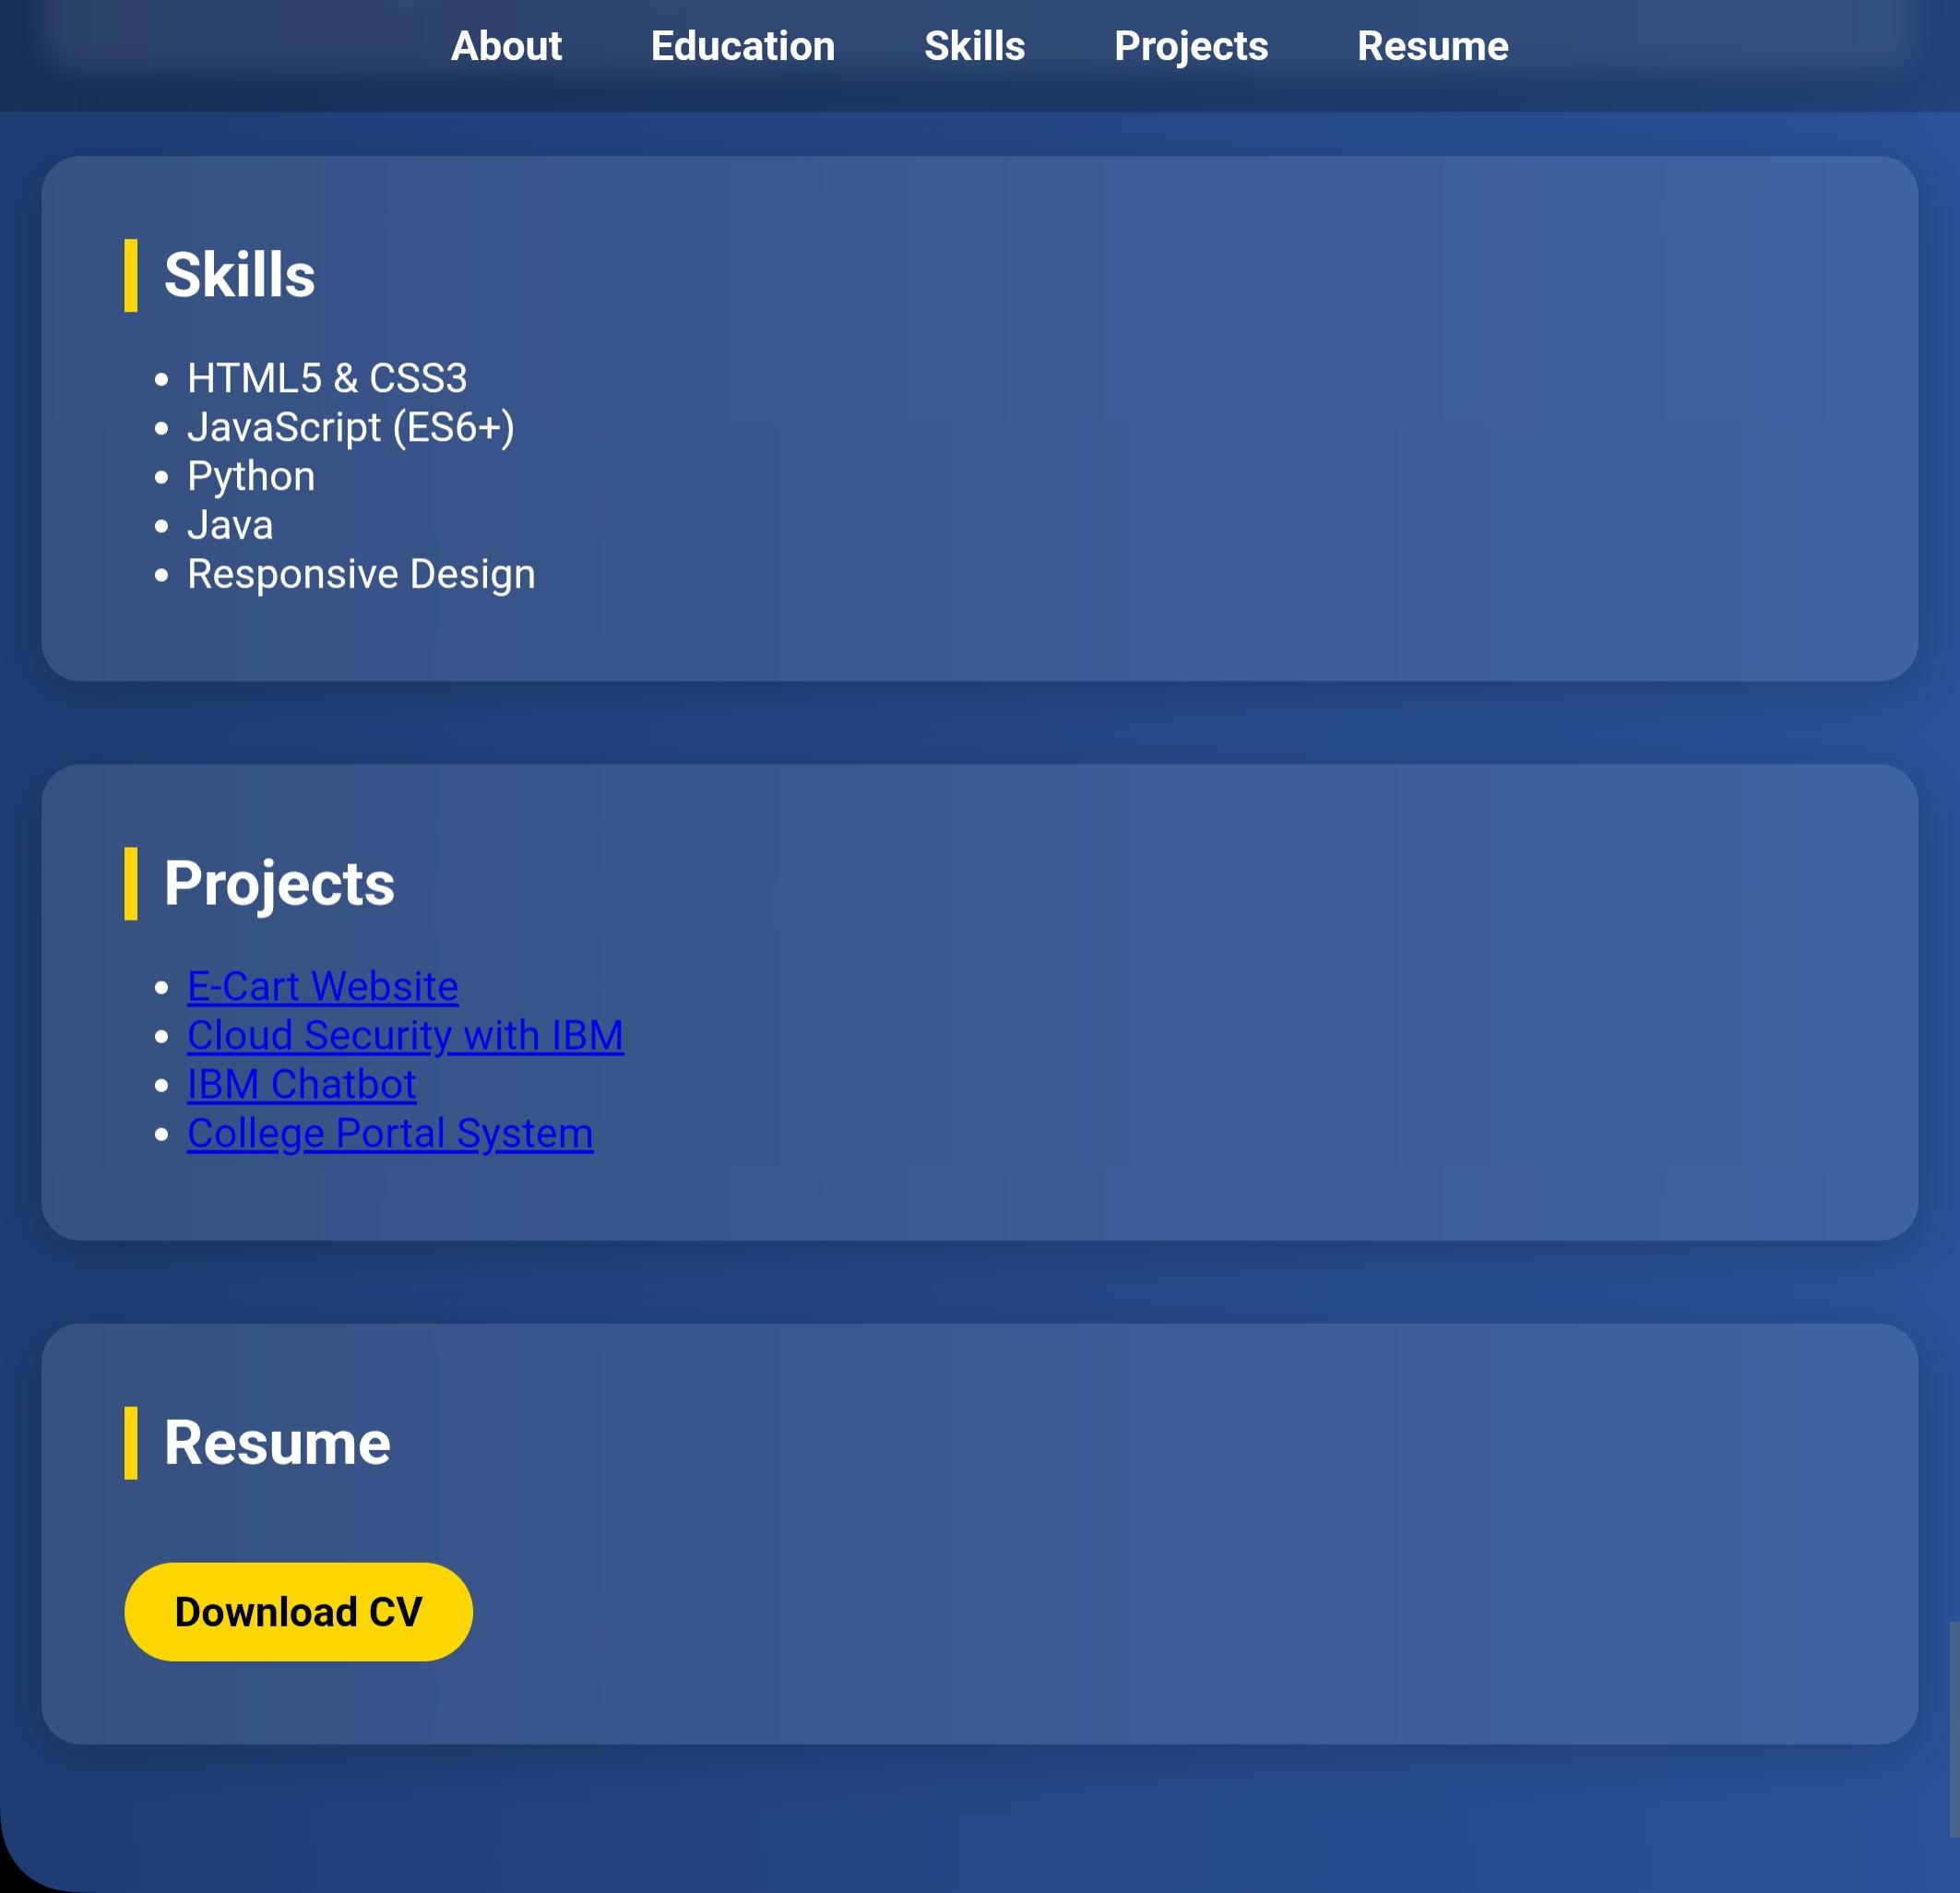 About Education Skills Projects Resume
Skills
HTML5 & CSS3
JavaScript (ES6+)
Python
Java
Responsive Design
Projects
E-Cart Website
Cloud Security with IBM
IBM Chatbot
College Portal System
Resume
Download CV